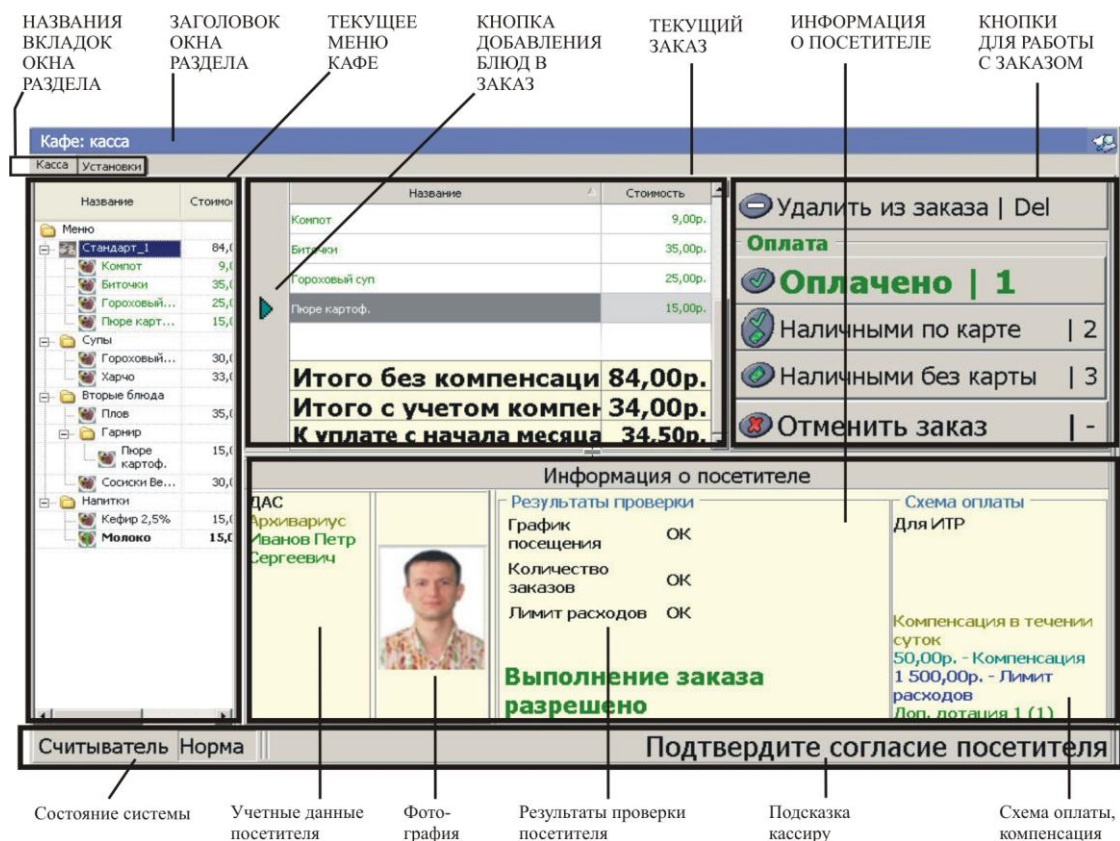 НАЗВАНИЯ
ВКЛАДОК
ОКНА
РАЗДЕЛА
ЗАГОЛОВОК
ОКНА
РАЗДЕЛА
ТЕКУЩЕЕ
МЕНЮ
КАФЕ
КНОПКА
ДОБАВЛЕНИЯ
БЛЮД В
ЗАКАЗ
ТЕКУЩИЙ
ЗАКАЗ
ИНФОРМАЦИЯ
О ПОСЕТИТЕЛЕ
КНОПКИ
ДЛЯ РАБОТЫ
С ЗАКАЗОМ
Кафе: касса
Касса Установки
Название Стоимо
Меню
Стандарт_1 84,0
Компот 9,0
Биточки 35,0
Гороховый... 25,0
Пюре карт... 15,0
Супы
Гороховый... 30,0
Харчо 33,0
Вторые блюда
Плов 35,0
Гарнир
Пюре 15,0
картоф.
Сосиски Ве... 30,0
Напитки
Кефир 2,5% 15,0
Молоко 15,0
Название Стоимость
Компот 9,00р.
Биточки 35,00р.
Гороховый суп 25,00р.
Пюре картоф. 15,00р.
Итого без компенсаци 84,00р.
Итого с учетом компен 34,00р.
К уплате с начала месяца 34,50р.
Удалить из заказа | Del
Оплата
Оплачено | 1
Наличными по карте | 2
Наличными без карты | 3
Отменить заказ | -
Информация о посетителе
ДАС
Архивариус
Иванов Петр
Сергеевич
Результаты проверки
График
посещения ОК
Количество
заказов ОК
Лимит расходов ОК
Выполнение заказа
разрешено
Схема оплаты
Для ИТР
Компенсация в течении
суток
50,00р. - Компенсация
1 500,00р. - Лимит
расходов
Доп. дотация 1 (1)
Считыватель Норма
Подтвердите согласие посетителя
Состояние системы
Учетные данные
посетителя
Фото-
графия
Результаты проверки
посетителя
Подсказка
кассиру
Схема оплаты,
компенсация